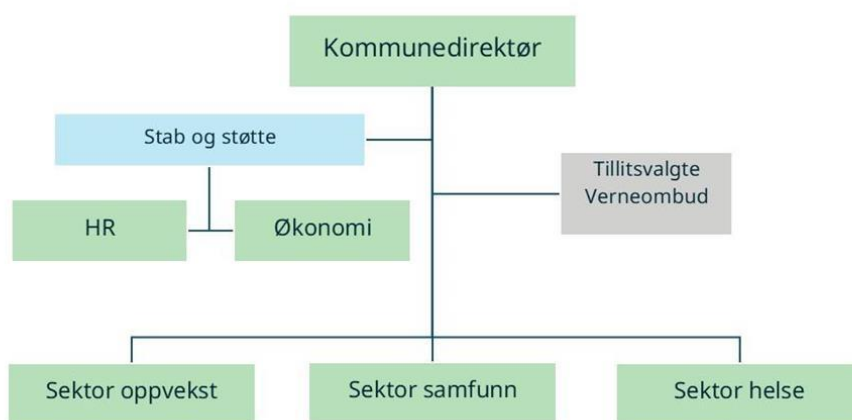 Kommunedirektør
Stab og støtte
Tillitsvalgte
Verneombud
HR
Økonomi
Sektor oppvekst
Sektor samfunn
Sektor helse